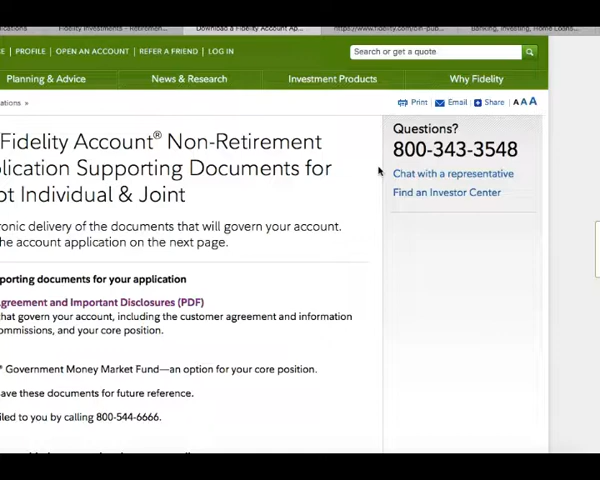 Fidelity Investments - Retiremen...
Download a Fidelity Account Ap...
https://www.fidelity.com/bin-pub...
Banking, Investing, Home Loans...
PROFILE | OPEN AN ACCOUNT | REFER A FRIEND | LOG IN
Search or get a quote
Planning & Advice
News & Research
Investment Products
Why Fidelity
ations »
Print
Email
Share
A A A
Fidelity Account® Non-Retirement
plication Supporting Documents for
pt Individual & Joint
Questions?
800-343-3548
Chat with a representative
Find an Investor Center
ronic delivery of the documents that will govern your account.
he account application on the next page.
porting documents for your application
greement and Important Disclosures (PDF)
hat govern your account, including the customer agreement and information
ommissions, and your core position.
® Government Money Market Fund—an option for your core position.
ave these documents for future reference.
iled to you by calling 800-544-6666.